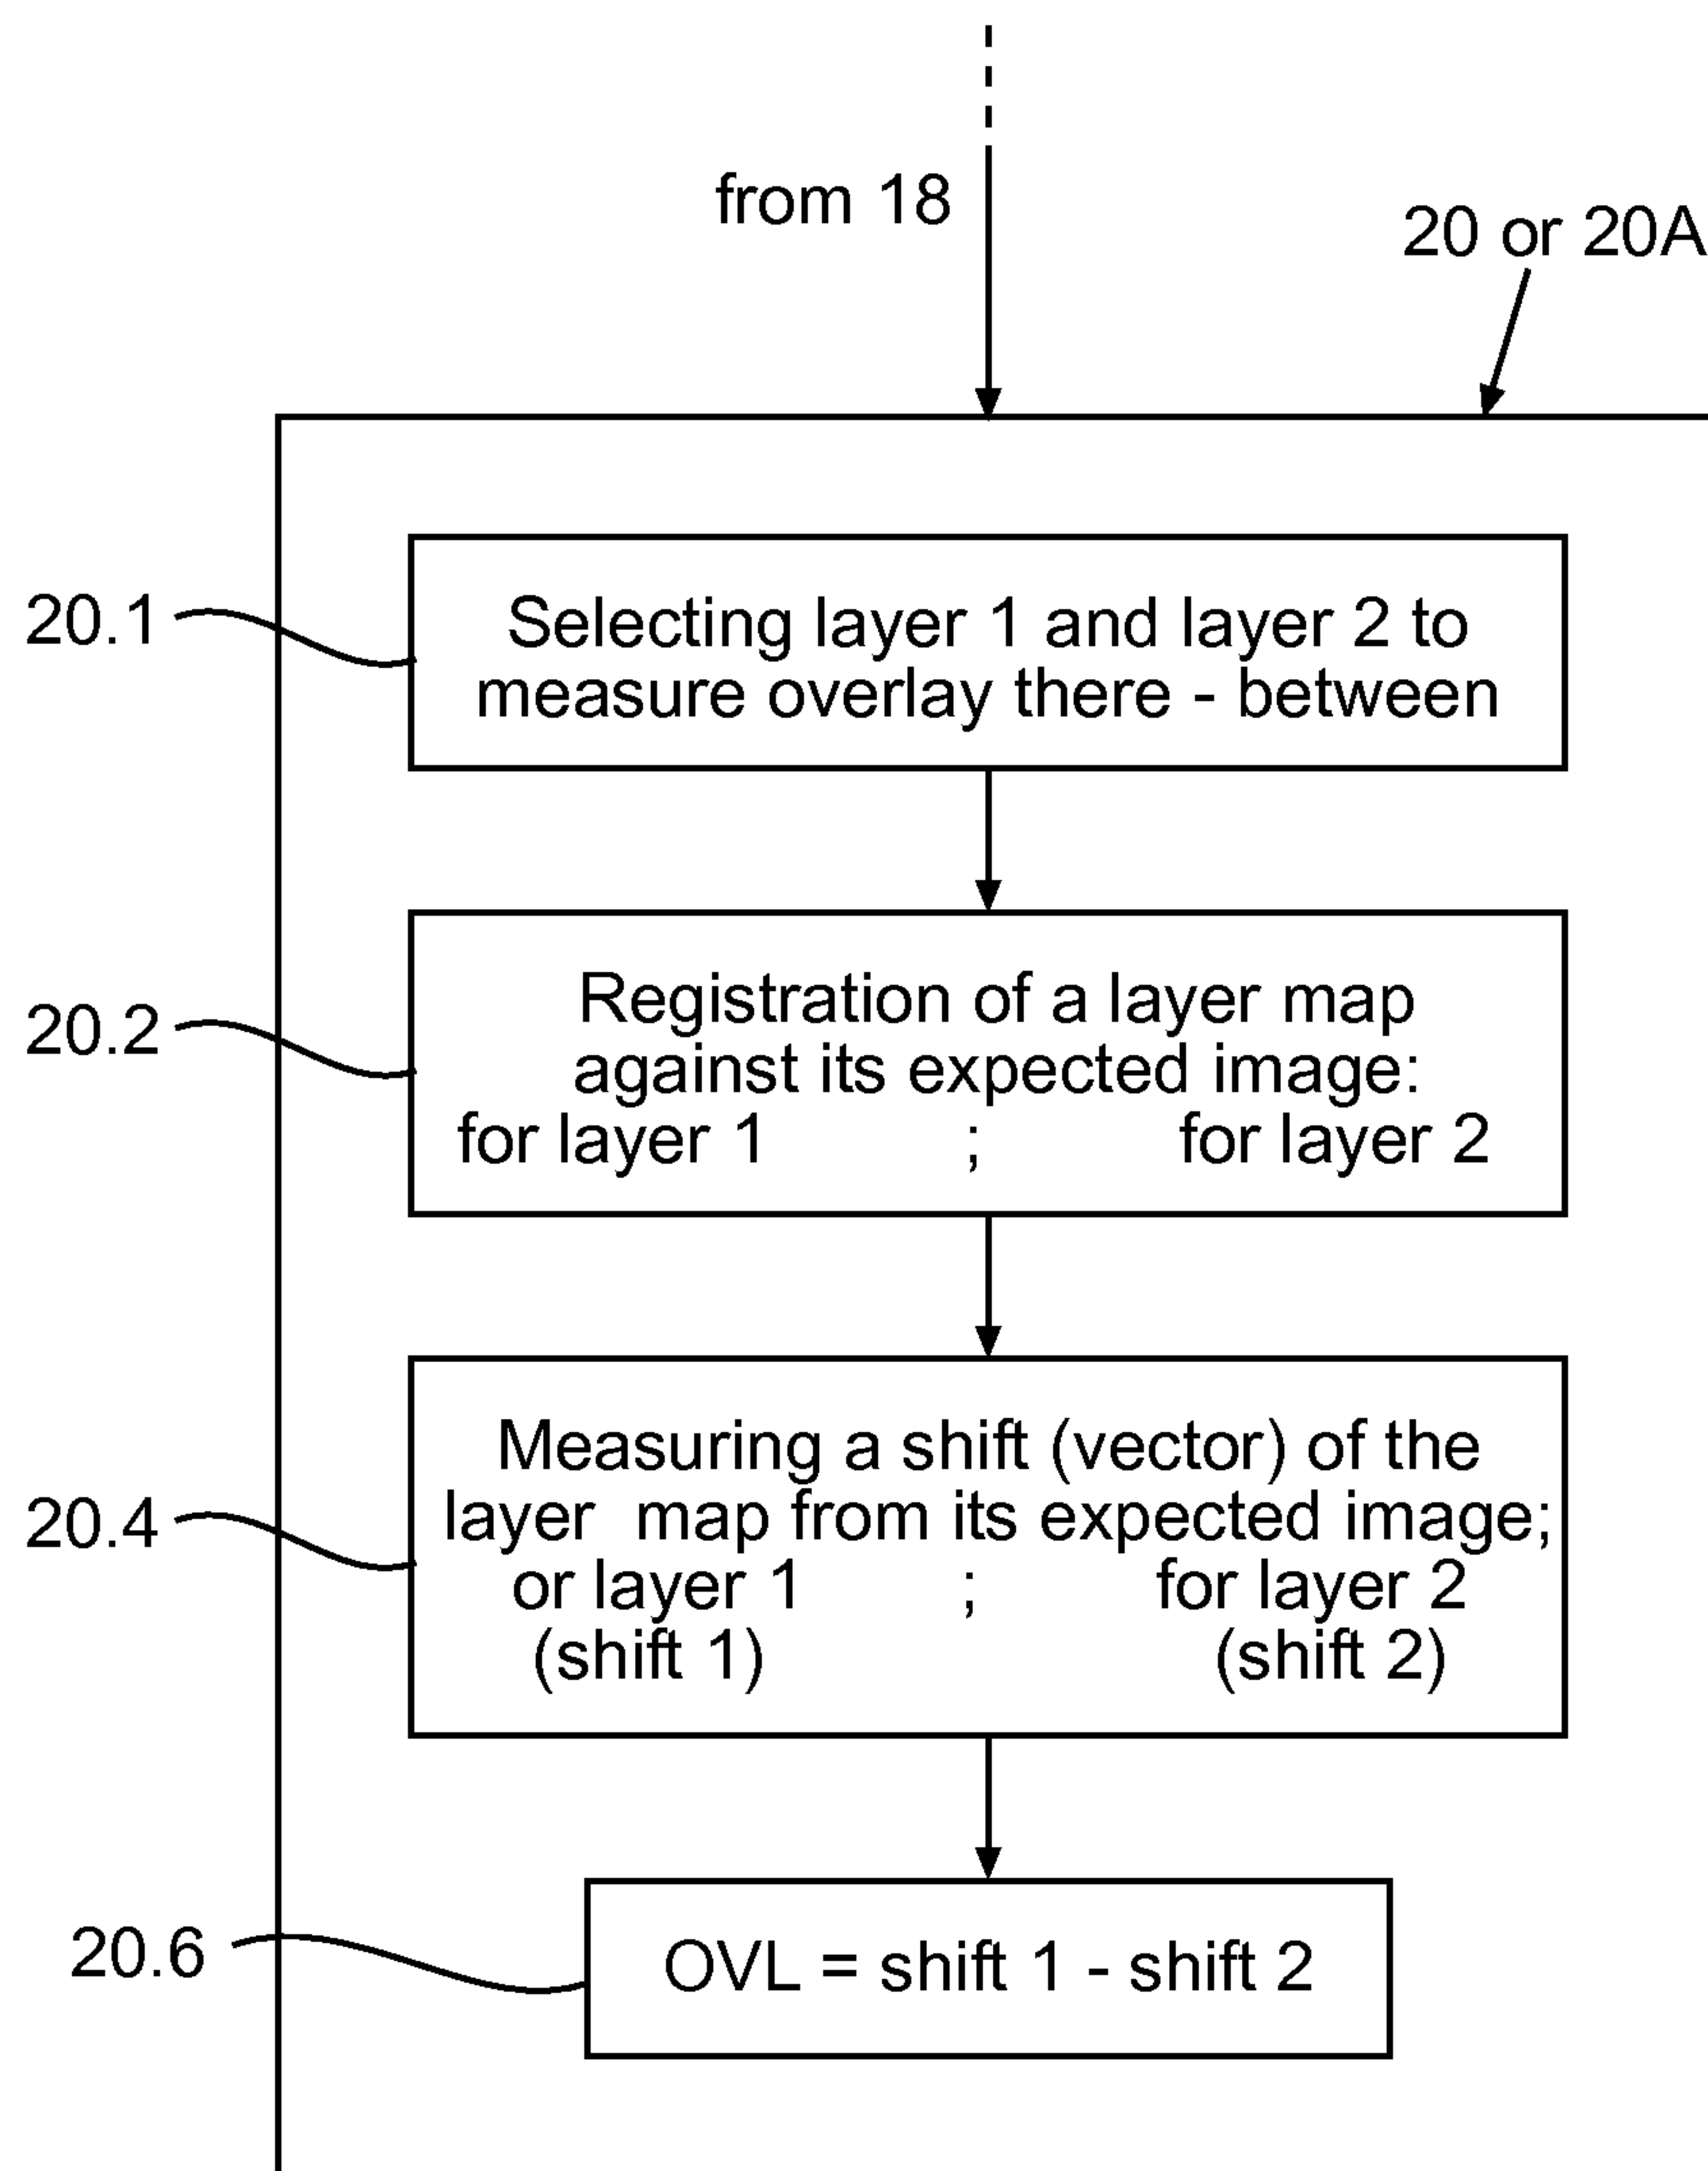 from 18
20 or 20A
20.1
Selecting layer 1 and layer 2 to
measure overlay there - between
20.2
Registration of a layer map
against its expected image:
for layer 1 ; for layer 2
20.4
Measuring a shift (vector) of the
layer map from its expected image;
or layer 1 ; for layer 2
(shift 1) (shift 2)
20.6
OVL = shift 1 - shift 2